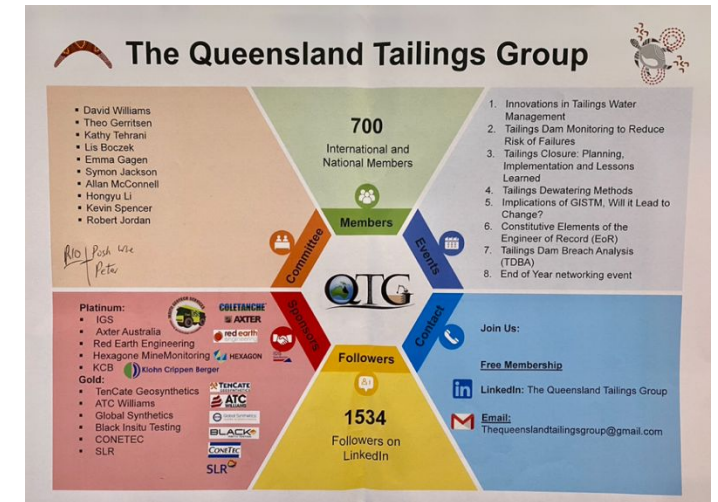 The Queensland Tailings Group
▪ David Williams
▪ Theo Gerritsen
▪ Kathy Tehrani
▪ Lis Boczek
▪ Emma Gagen
▪ Symon Jackson
▪ Allan McConnell
▪ Hongyu Li
▪ Kevin Spencer
▪ Robert Jordan
RIO
Peter
Committee
700
International and
National Members
Members
1. Innovations in Tailings Water
Management
2. Tailings Dam Monitoring to Reduce
Risk of Failures
3. Tailings Closure: Planning,
Implementation and Lessons
Learned
4. Tailings Dewatering Methods
5. Implications of GISTM, Will it Lead to
Change?
6. Constitutive Elements of the
Engineer of Record (EoR)
7. Tailings Dam Breach Analysis
(TDBA)
8. End of Year networking event
Events
QTG
Platinum:
▪ IGS
▪ Axter Australia
▪ Red Earth Engineering
▪ Hexagone MineMonitoring
▪ KCB
Gold:
▪ TenCate Geosynthetics
▪ ATC Williams
▪ Global Synthetics
▪ Black Insitu Testing
▪ CONETEC
▪ SLR
COLETANCHE
AXTER
red earth
HEXAGON
Klohn Crippen Berger
TENCATE
GEOSYNTHETICS
ATC
WILLIAMS
Global Synthetics
BLACK
CONETEC
SLR
Sponsors
Followers
1534
Followers on
LinkedIn
Contact
Join Us:
Free Membership
in LinkedIn: The Queensland Tailings Group
Email:
Thequeenslandtailingsgroup@gmail.com